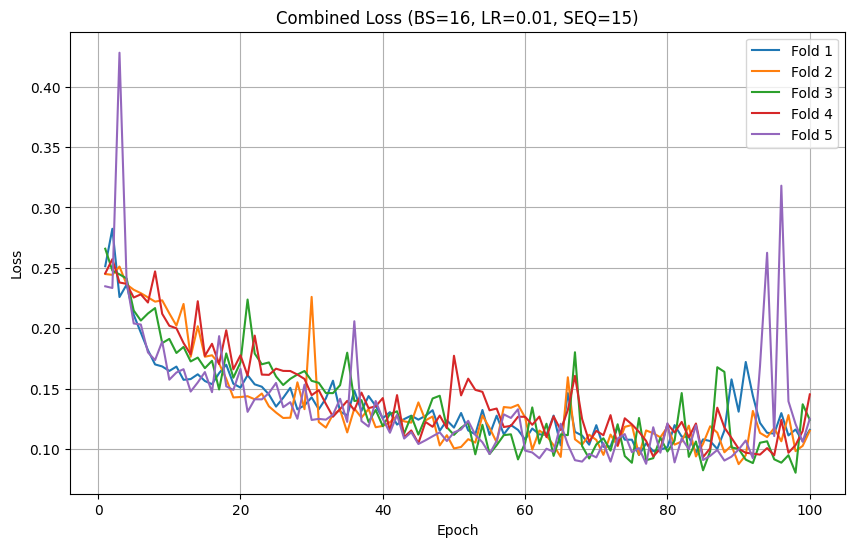 Combined Loss (BS=16, LR=0.01, SEQ=15)
Fold 1
Fold 2
Fold 3
Fold 4
Fold 5
Loss
0.40
0.35
0.30
0.25
0.20
0.15
0.10
0
20
40
60
80
100
Epoch